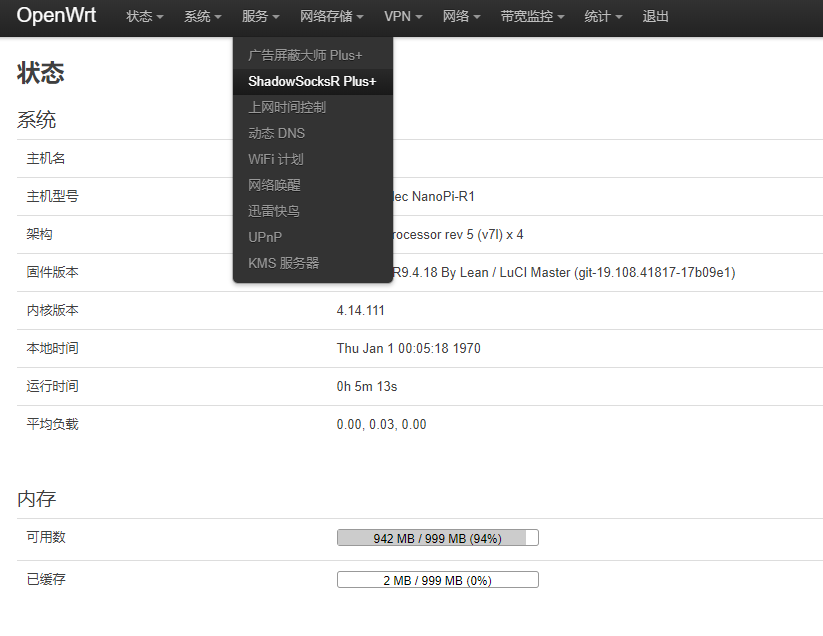 OpenWrt 状态 系统 服务 网络存储 VPN 网络 带宽监控 统计 退出
广告屏蔽大师 Plus+
ShadowSocksR Plus+
上网时间控制
动态 DNS
WiFi 计划
网络唤醒
迅雷快鸟
UPnP
KMS 服务器
状态
系统
主机名
主机型号 lec NanoPi-R1
架构 rocessor rev 5 (v7l) x 4
固件版本 R9.4.18 By Lean / LuCI Master (git-19.108.41817-17b09e1)
内核版本 4.14.111
本地时间 Thu Jan 1 00:05:18 1970
运行时间 0h 5m 13s
平均负载 0.00, 0.03, 0.00
内存
可用数 942 MB / 999 MB (94%)
已缓存 2 MB / 999 MB (0%)